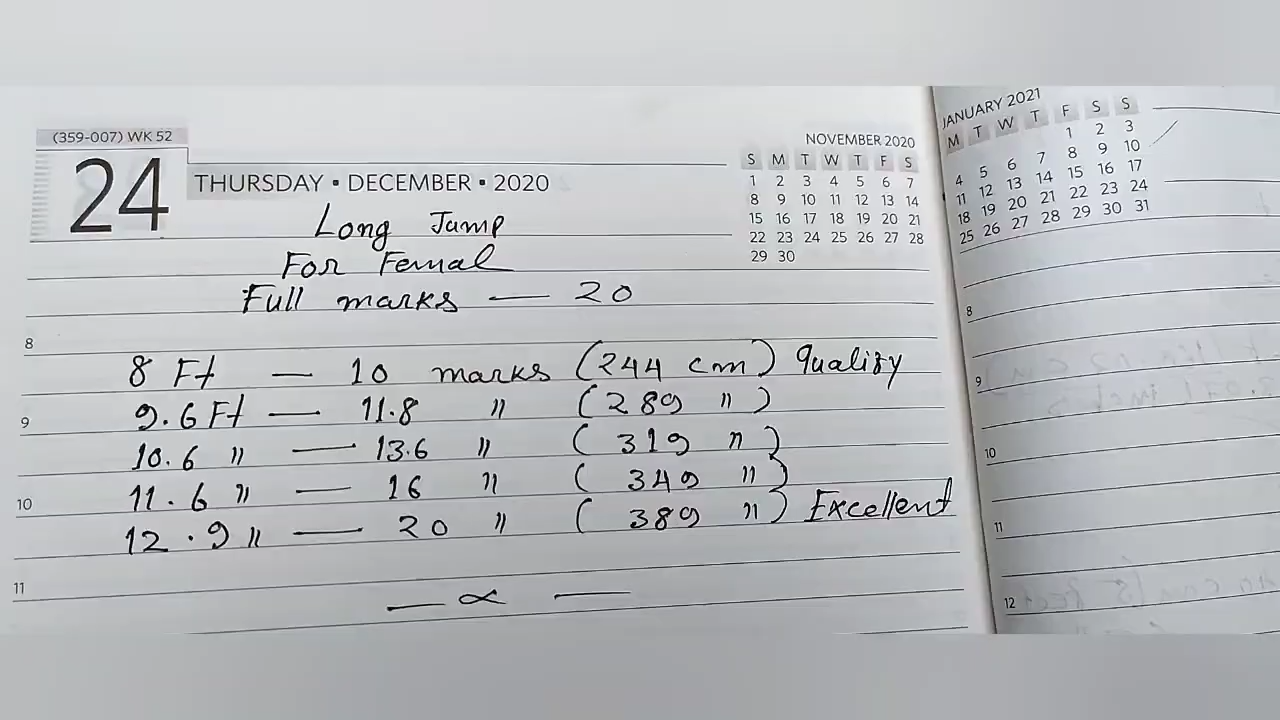 (359-007) WK 52
24
THURSDAY • DECEMBER • 2020
NOVEMBER 2020
S M T W T F S
1 2 3 4 5 6 7
8 9 10 11 12 13 14
15 16 17 18 19 20 21
22 23 24 25 26 27 28
29 30
Long Jump
For Femal
Full marks — 20
8
8 Ft — 10 marks (244 cm) Qualify
9
9.6 Ft — 11.8 " (289 ")
10.6 " — 13.6 " (319 ")
10
11.6 " — 16 " (349 ")
12.9 " — 20 " (389 ") Excellent
11
— ∝ —
JANUARY 2021
M T W T F S S
1 2 3
4 5 6 7 8 9 10
11 12 13 14 15 16 17
18 19 20 21 22 23 24
25 26 27 28 29 30 31
8
9
10
11
12